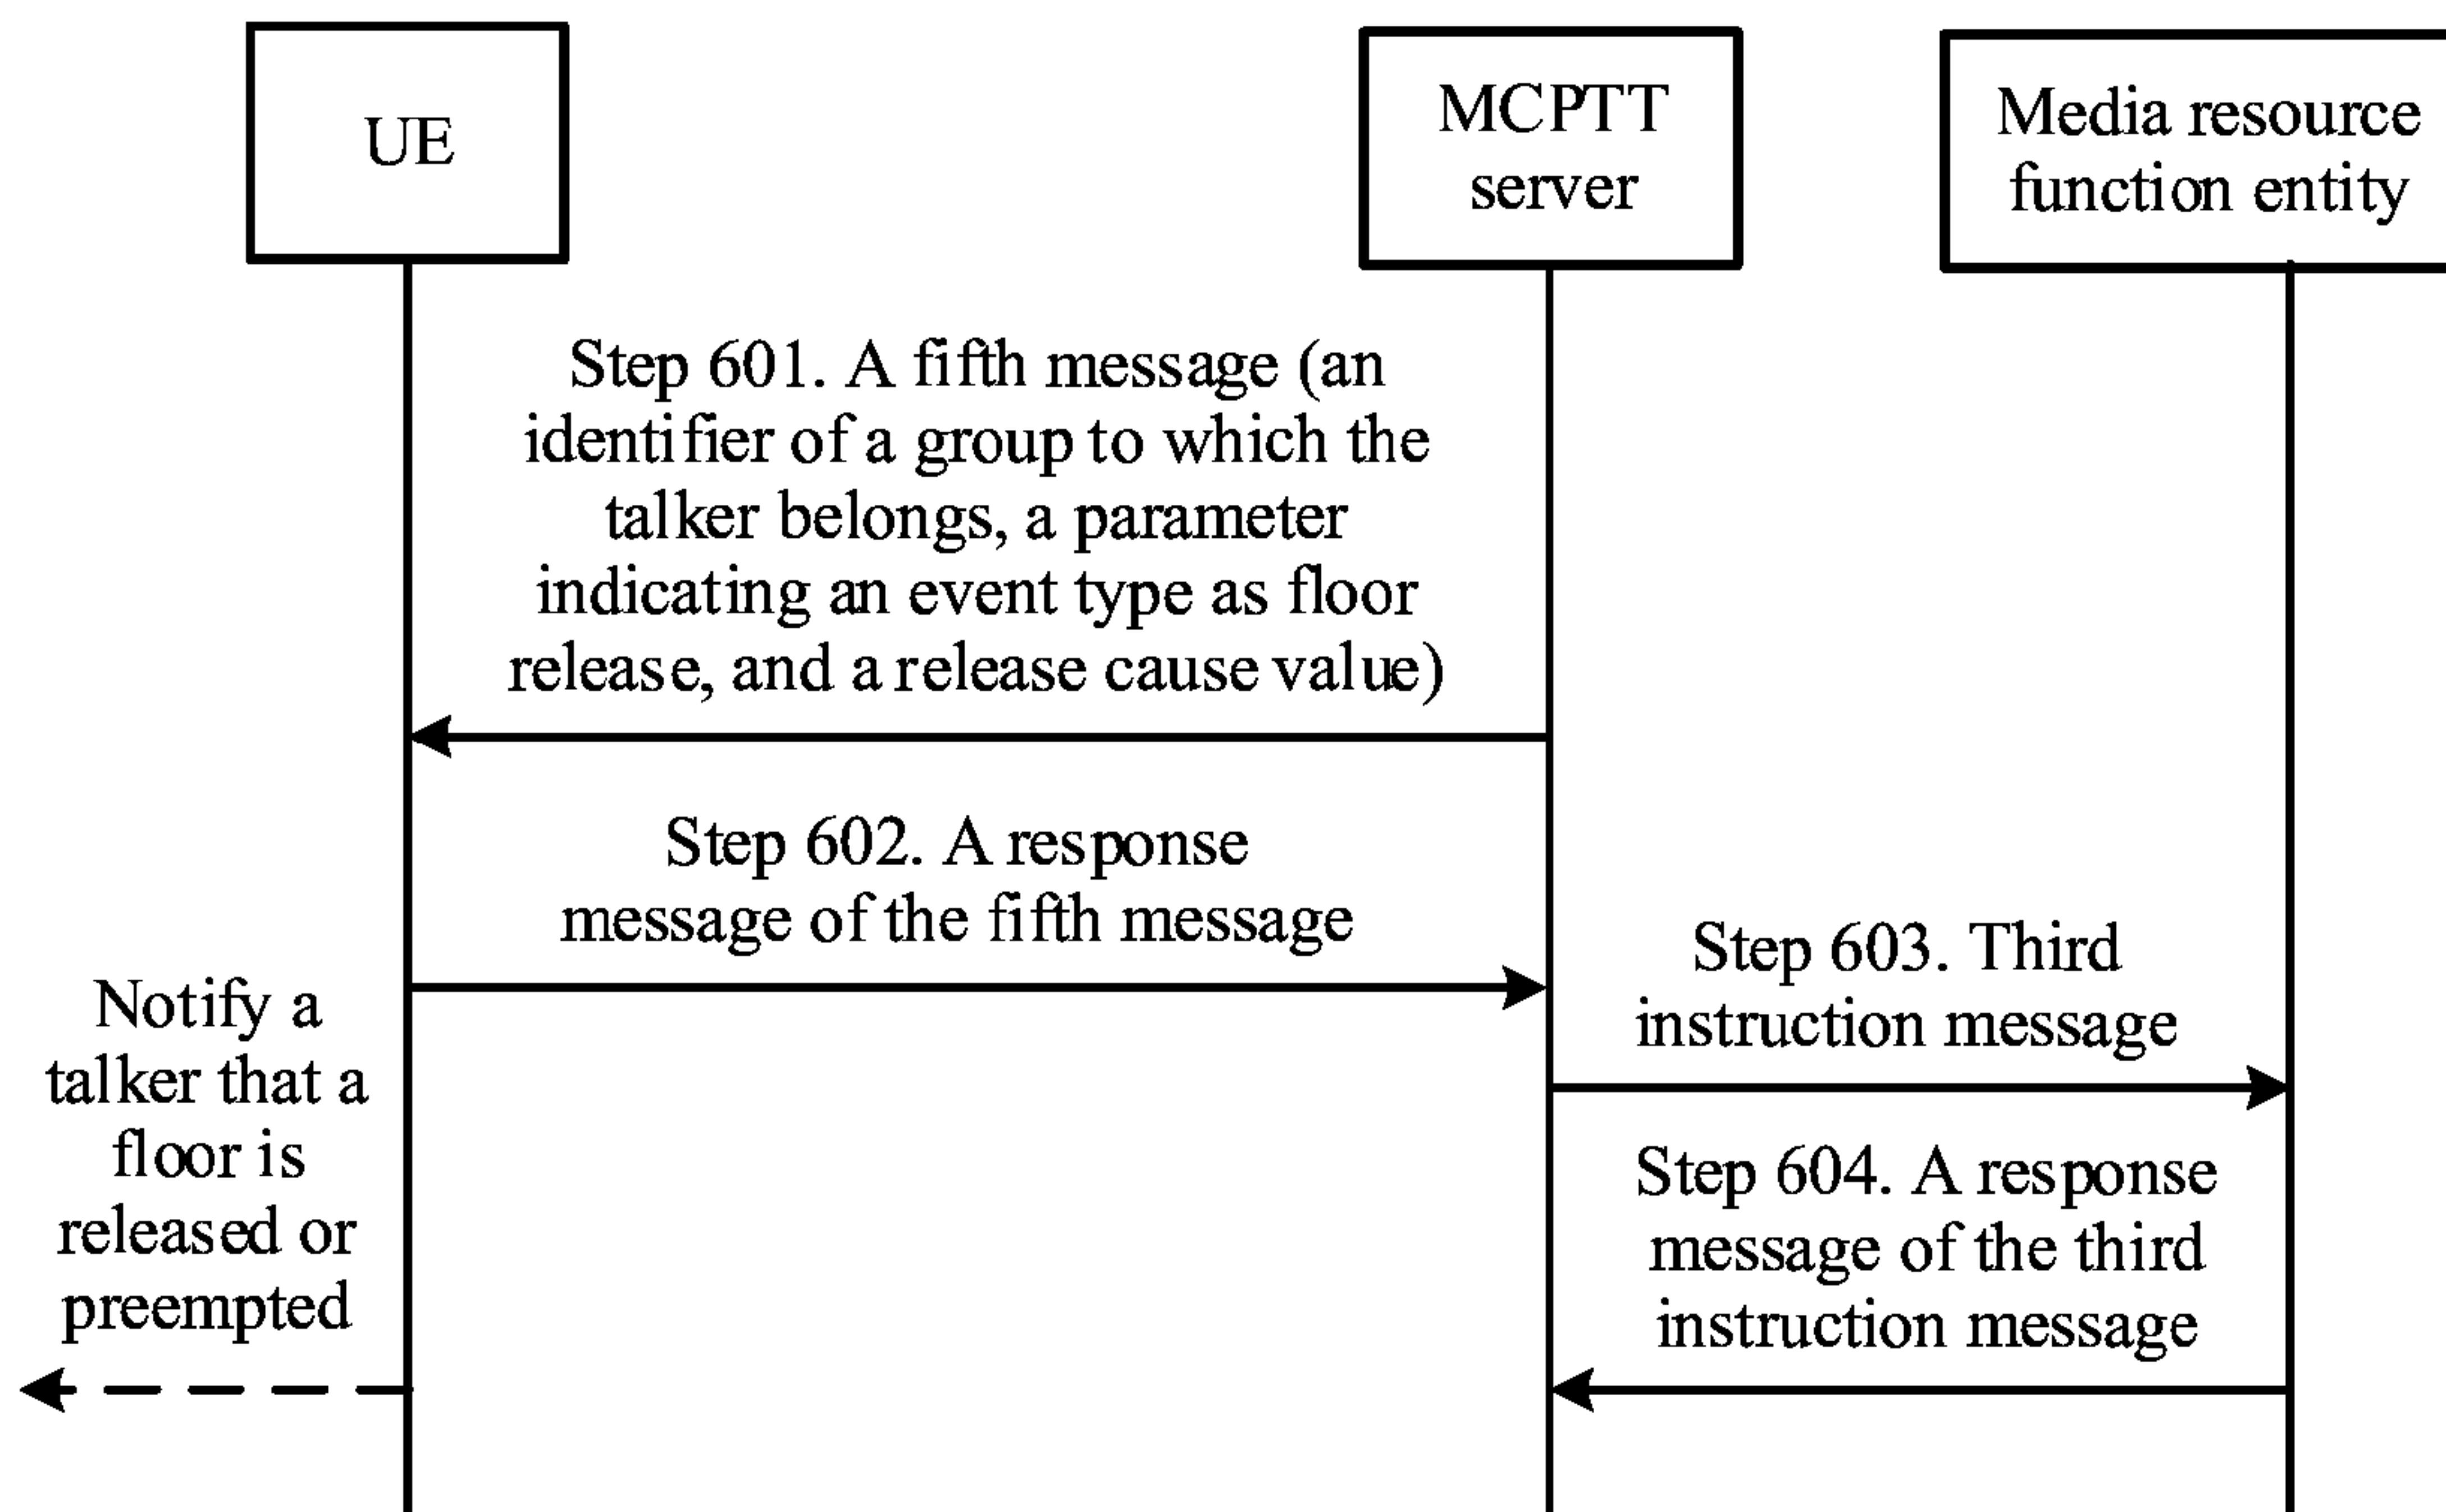 UE
MCPTT
server
Media resource
function entity
Step 601. A fifth message (an
identifier of a group to which the
talker belongs, a parameter
indicating an event type as floor
release, and a release cause value)
Step 602. A response
message of the fifth message
Step 603. Third
instruction message
Notify a
talker that a
floor is
released or
preempted
Step 604. A response
message of the third
instruction message